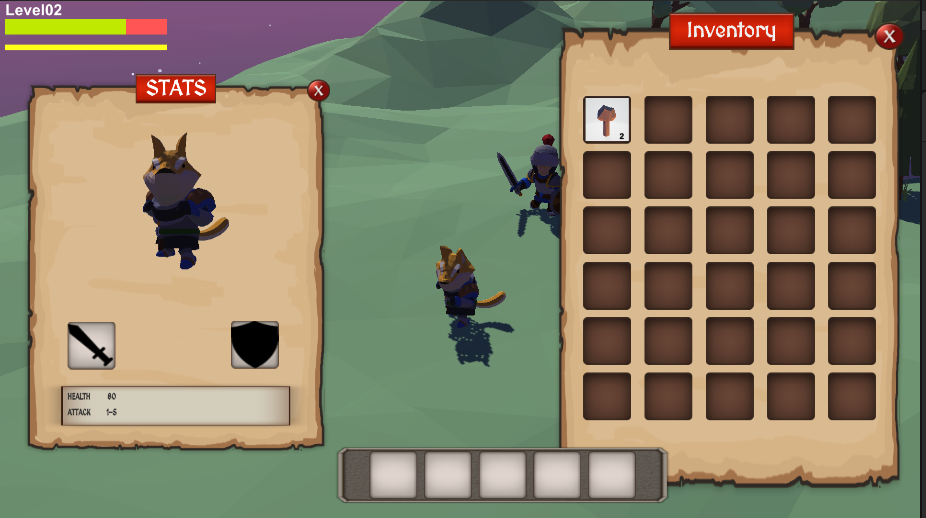 Level02
STATS
X
HEALTH 80
ATTACK 1-5
Inventory
X
2